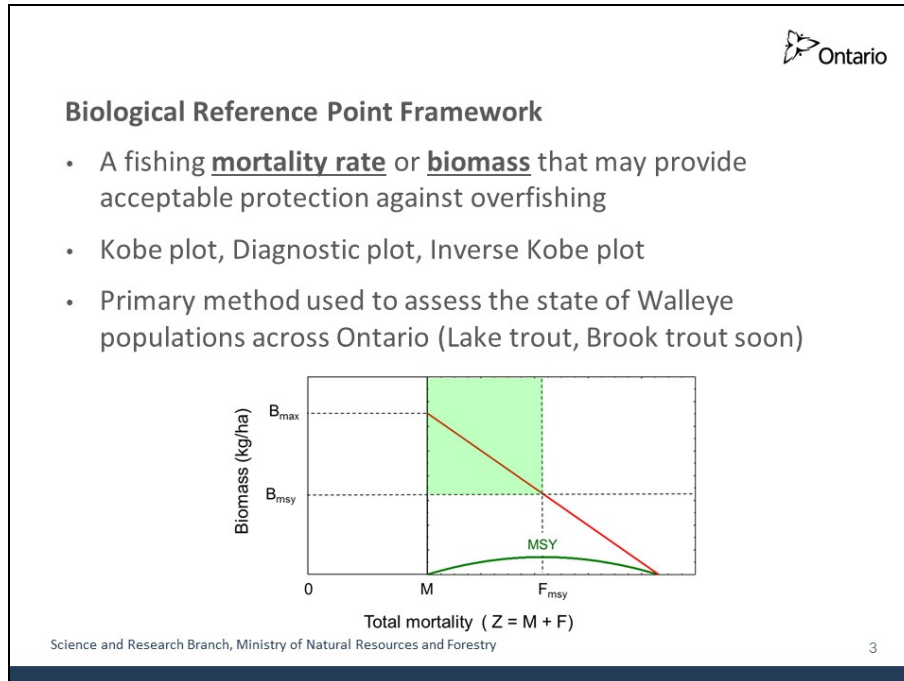 Ontario
Biological Reference Point Framework
• A fishing mortality rate or biomass that may provide
acceptable protection against overfishing
• Kobe plot, Diagnostic plot, Inverse Kobe plot
• Primary method used to assess the state of Walleye
populations across Ontario (Lake trout, Brook trout soon)
Biomass (kg/ha)
Bmax
Bmsy
MSY
0 M Fmsy
Total mortality ( Z = M + F)
Science and Research Branch, Ministry of Natural Resources and Forestry 3